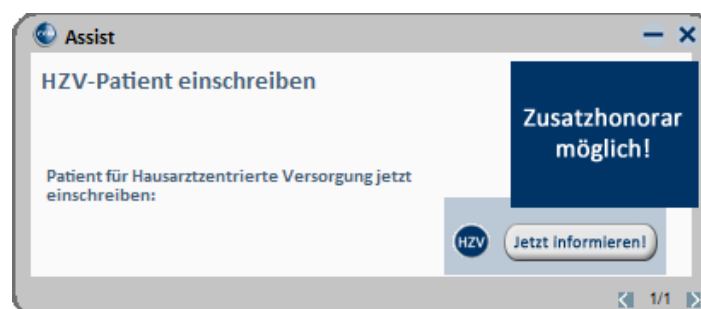 Assist
HZV-Patient einschreiben
Zusatzhonorar
möglich!
Patient für Hausarztzentrierte Versorgung jetzt
einschreiben:
HZV
Jetzt informieren!
1/1